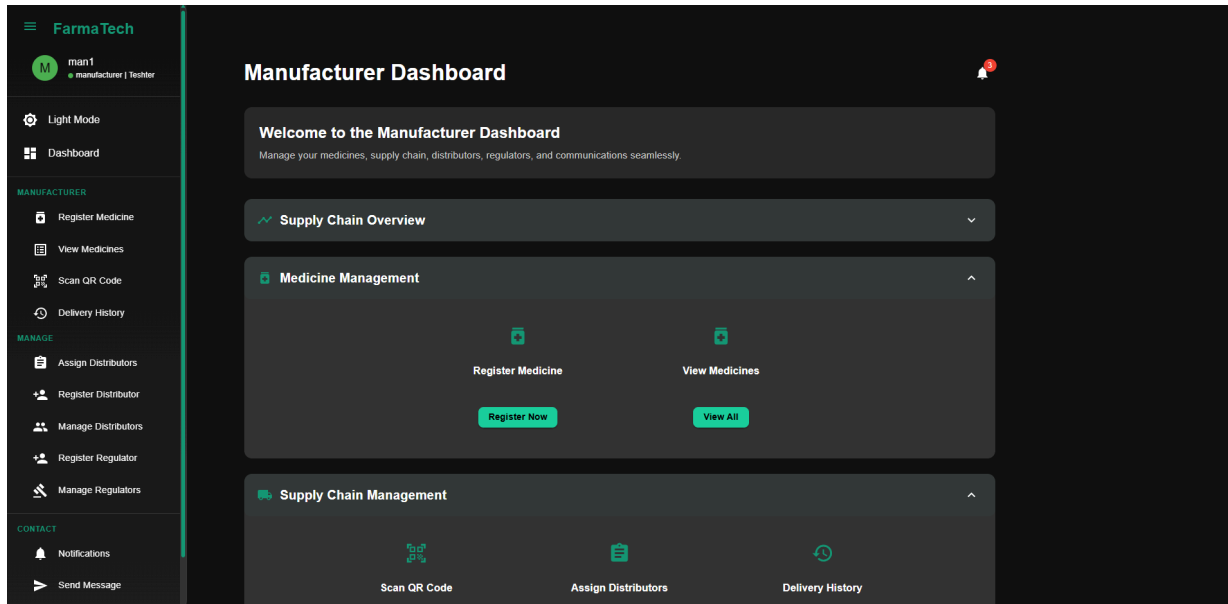 FarmaTech
M
man1
manufacturer | Teshter
Light Mode
Dashboard
MANUFACTURER
Register Medicine
View Medicines
Scan QR Code
Delivery History
MANAGE
Assign Distributors
Register Distributor
Manage Distributors
Register Regulator
Manage Regulators
CONTACT
Notifications
Send Message
Manufacturer Dashboard
3
Welcome to the Manufacturer Dashboard
Manage your medicines, supply chain, distributors, regulators, and communications seamlessly.
Supply Chain Overview
Medicine Management
Register Medicine
View Medicines
Register Now
View All
Supply Chain Management
Scan QR Code
Assign Distributors
Delivery History